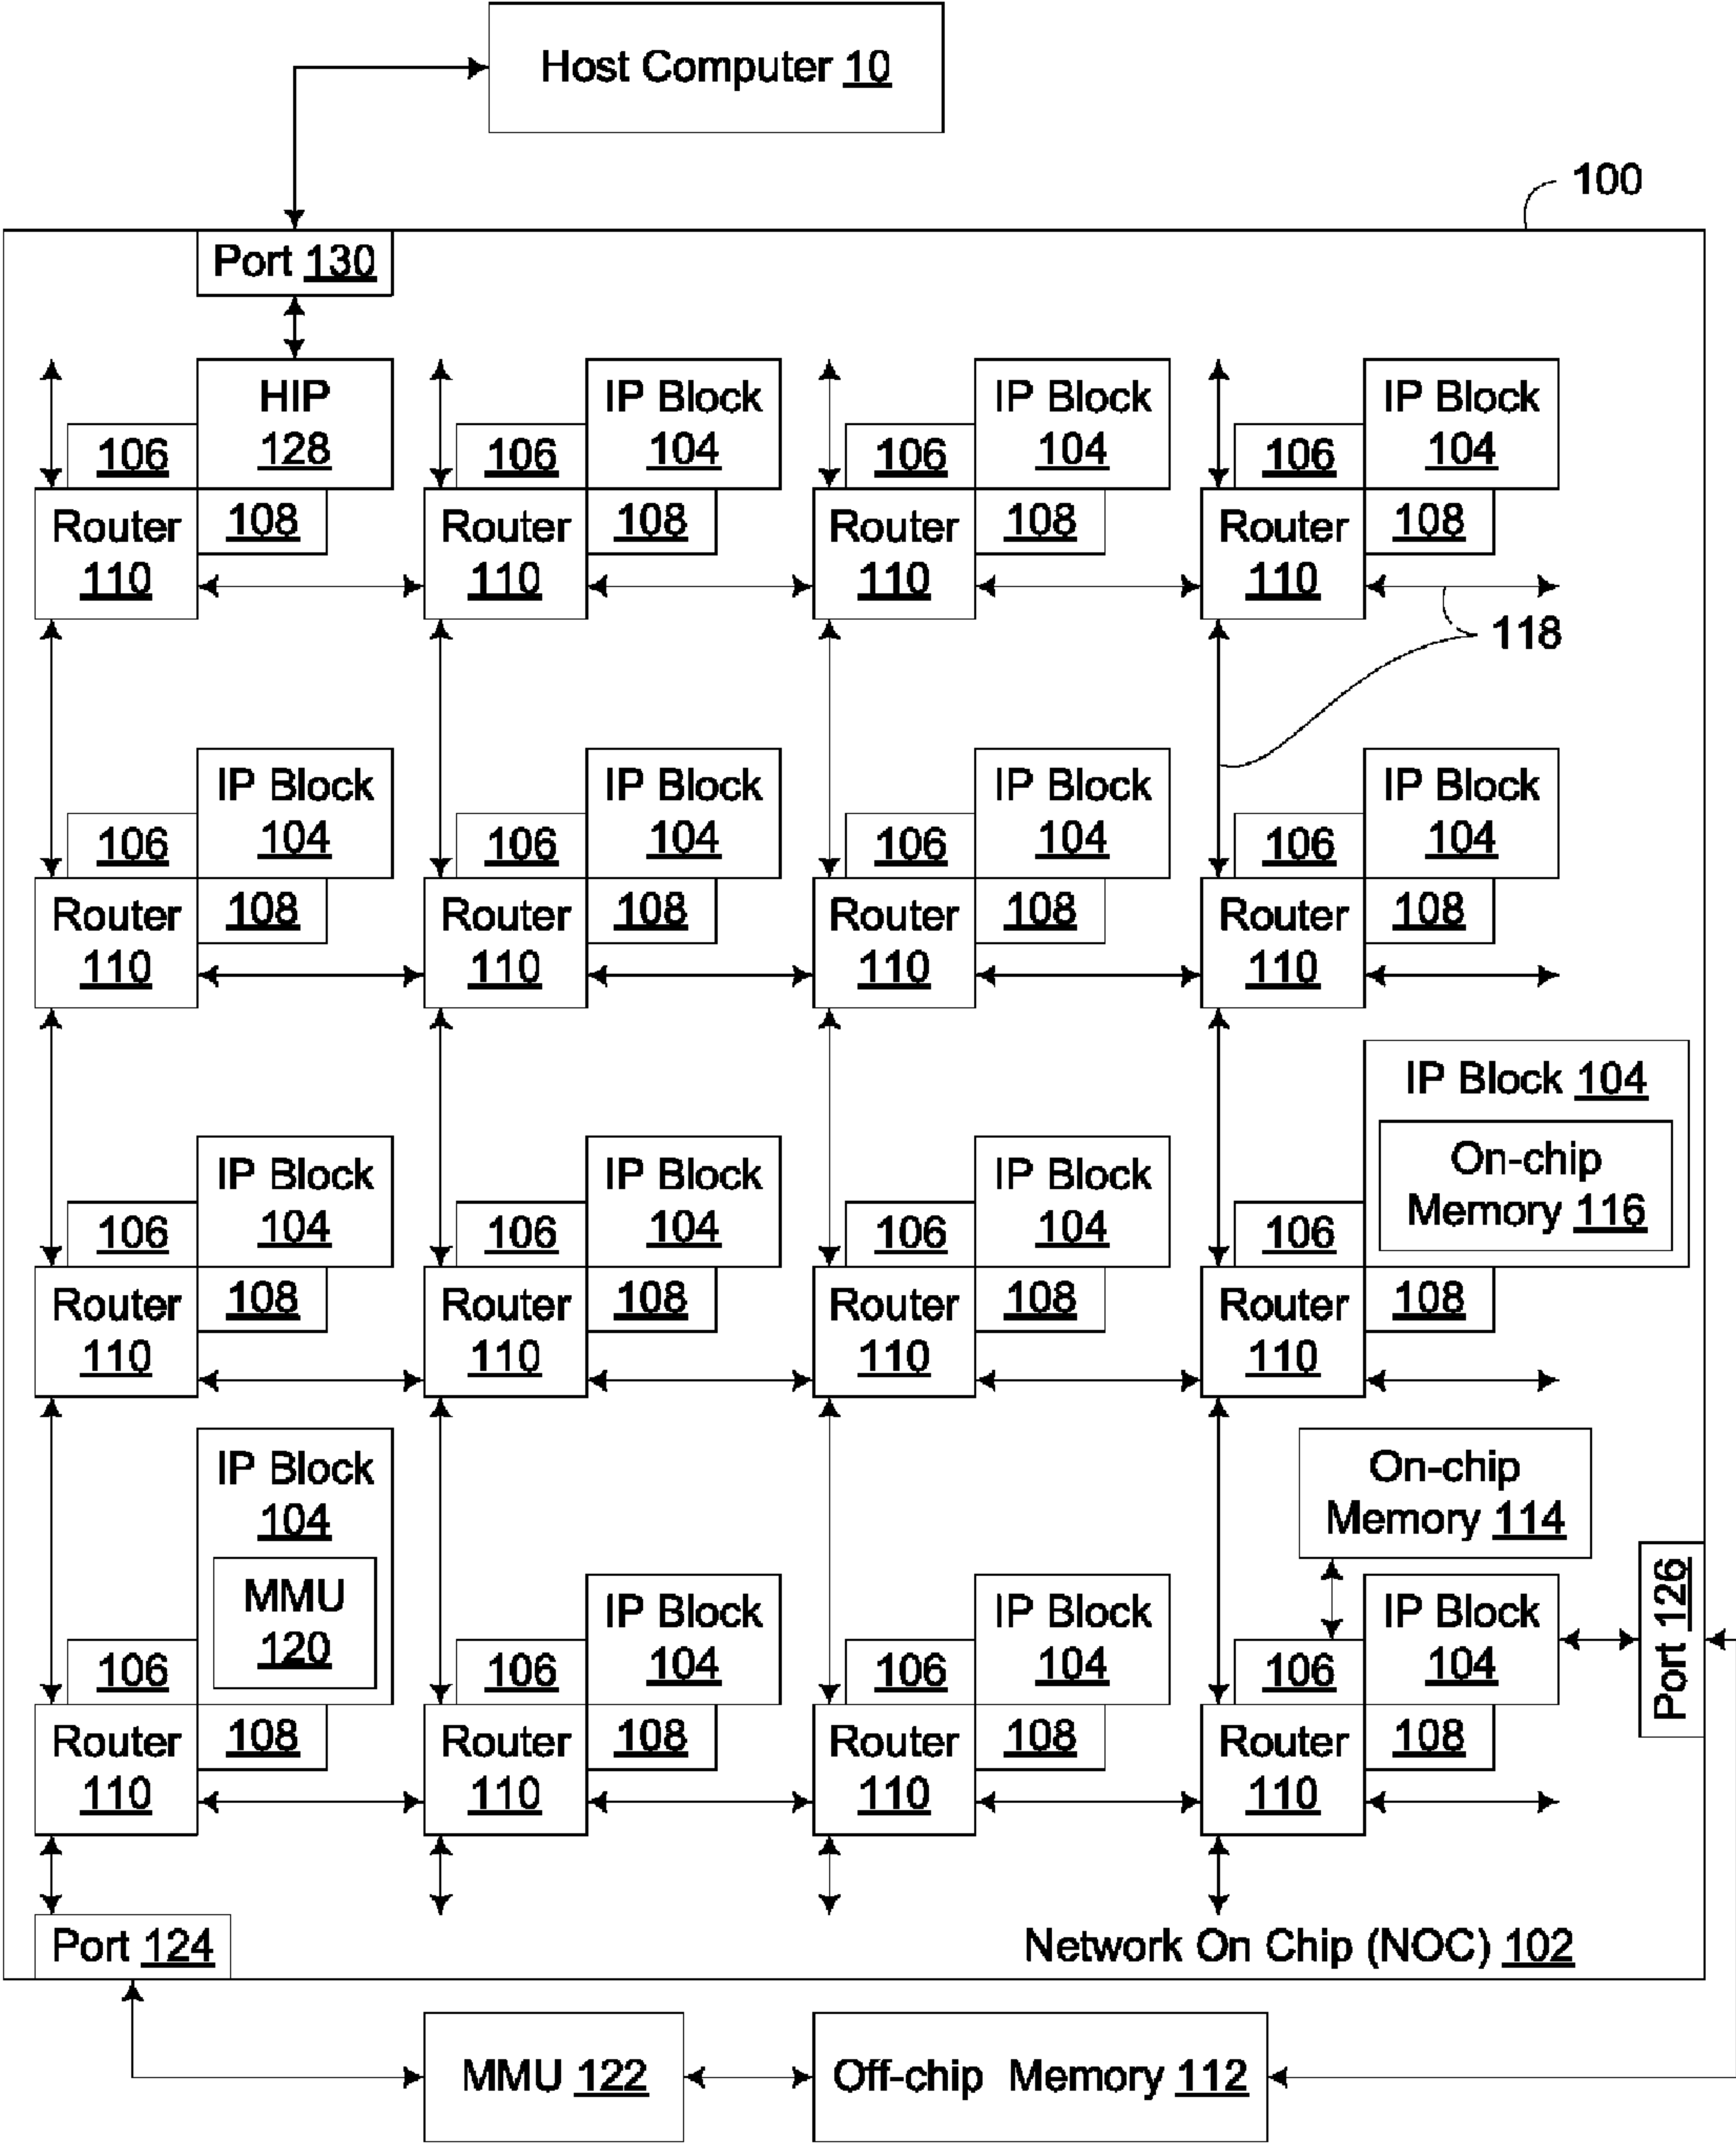 Host Computer 10
100
Port 130
HIP
128
IP Block
104
IP Block
104
IP Block
104
106
106
106
106
Router
110
108
Router
110
108
Router
110
108
Router
110
108
118
IP Block
104
IP Block
104
IP Block
104
IP Block
104
106
106
106
106
Router
110
108
Router
110
108
Router
110
108
Router
110
108
IP Block 104
On-chip
Memory 116
IP Block
104
IP Block
104
IP Block
104
106
106
106
106
Router
110
108
Router
110
108
Router
110
108
Router
110
108
IP Block
104
MMU
120
On-chip
Memory 114
IP Block
104
IP Block
104
IP Block
104
Port 126
106
106
106
106
Router
110
108
Router
110
108
Router
110
108
Router
110
108
Port 124
Network On Chip (NOC) 102
MMU 122
Off-chip Memory 112